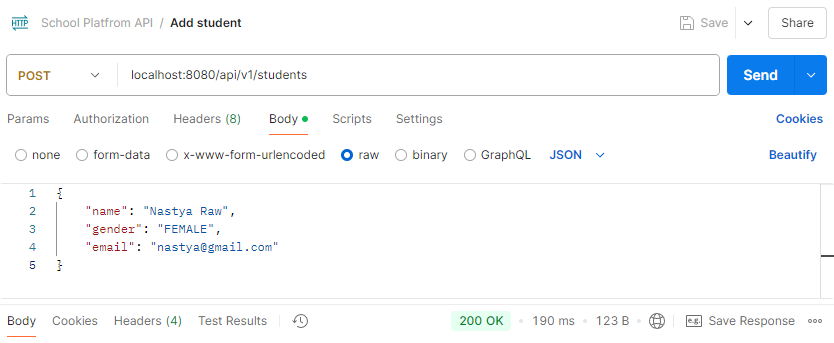 HTTP School Platfrom API / Add student Save Share
POST localhost:8080/api/v1/students Send
Params Authorization Headers (8) Body Scripts Settings Cookies
none form-data x-www-form-urlencoded raw binary GraphQL JSON Beautify
1 {
2 "name": "Nastya Raw",
3 "gender": "FEMALE",
4 "email": "nastya@gmail.com"
5 }
Body Cookies Headers (4) Test Results 200 OK 190 ms 123 B e.g. Save Response